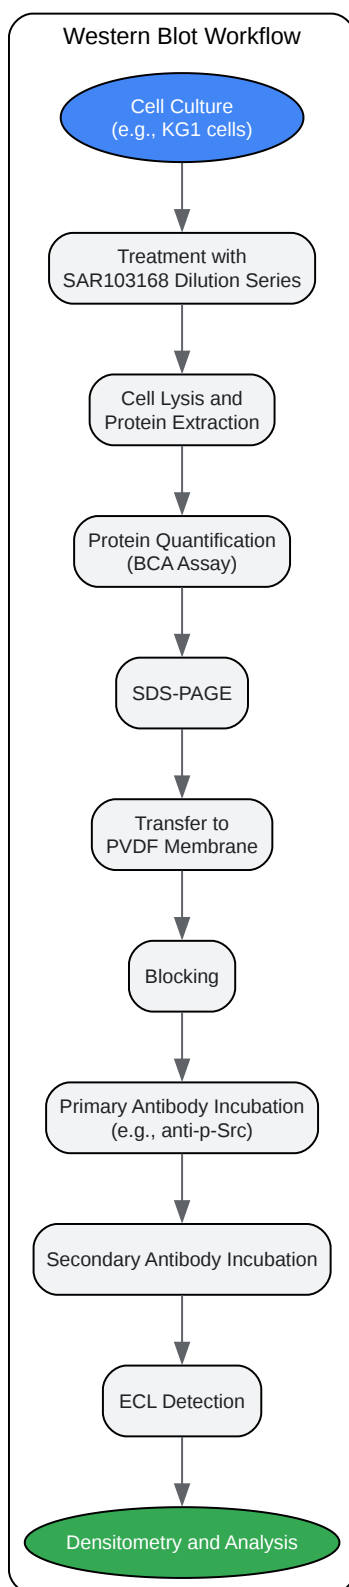 Western Blot Workflow
Cell Culture
(e.g., KG1 cells)
Treatment with
SAR103168 Dilution Series
Cell Lysis and
Protein Extraction
Protein Quantification
(BCA Assay)
SDS-PAGE
Transfer to
PVDF Membrane
Blocking
Primary Antibody Incubation
(e.g., anti-p-Src)
Secondary Antibody Incubation
ECL Detection
Densitometry and Analysis